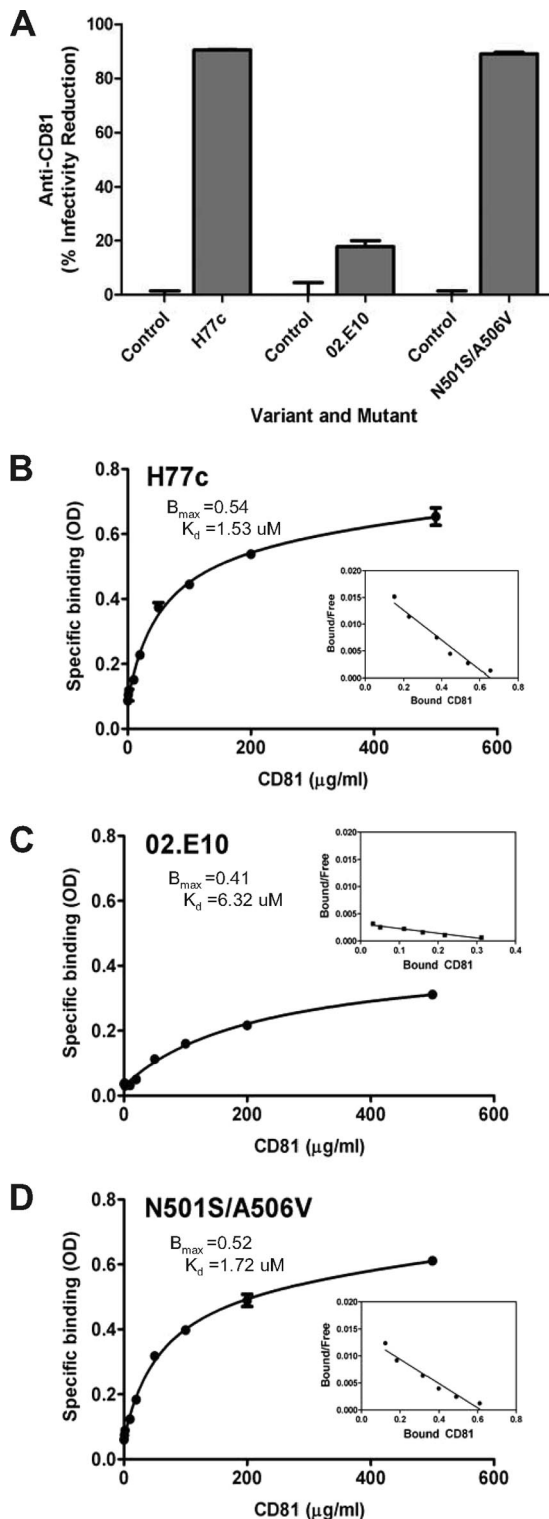 A
Anti-CD81
(% Infectivity Reduction)
100
80
60
40
20
0
Control
H77c
Control
02.E10
Control
N501S/A506V
Variant and Mutant
B
H77c
Bmax =0.54
Kd =1.53 uM
Specific binding (OD)
0.8
0.6
0.4
0.2
0.0
0
200
400
600
CD81 (µg/ml)
Bound/Free
0.020
0.015
0.010
0.005
0.000
0.0
0.2
0.4
0.6
0.8
Bound CD81
C
02.E10
Bmax =0.41
Kd =6.32 uM
Specific binding (OD)
0.8
0.6
0.4
0.2
0.0
0
200
400
600
CD81 (µg/ml)
Bound/Free
0.020
0.015
0.010
0.005
0.000
0.0
0.1
0.2
0.3
0.4
Bound CD81
D
N501S/A506V
Bmax =0.52
Kd =1.72 uM
Specific binding (OD)
0.8
0.6
0.4
0.2
0.0
0
200
400
600
CD81 (µg/ml)
Bound/Free
0.020
0.015
0.010
0.005
0.000
0.0
0.2
0.4
0.6
0.8
Bound CD81